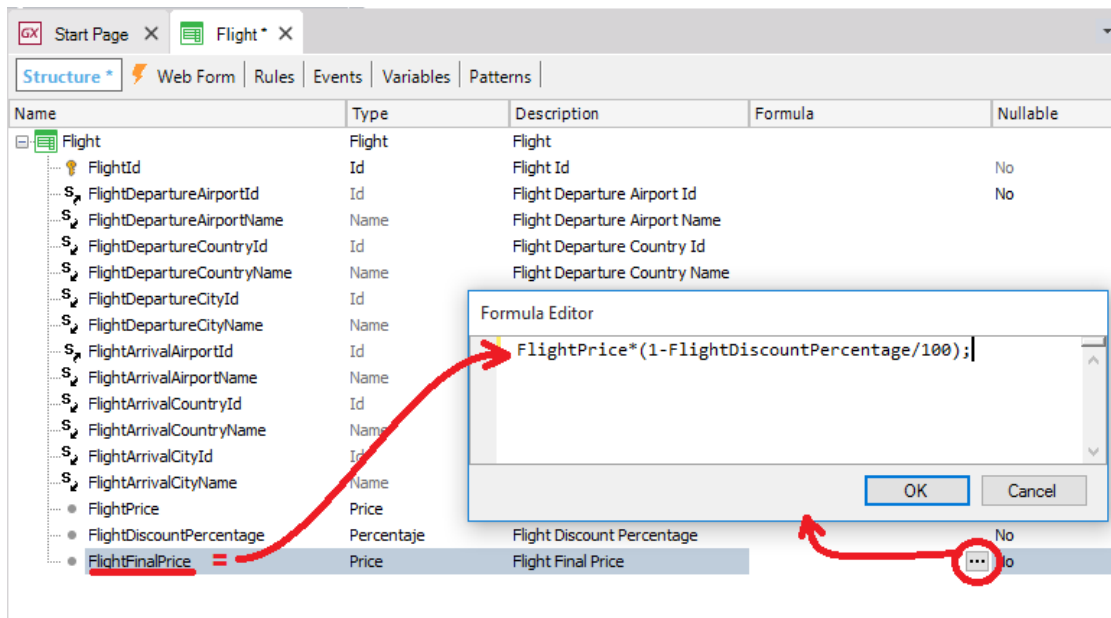 GX Start Page Flight *
Structure * Web Form Rules Events Variables Patterns
Name Type Description Formula Nullable
Flight Flight Flight
FlightId Id Flight Id No
FlightDepartureAirportId Id Flight Departure Airport Id No
FlightDepartureAirportName Name Flight Departure Airport Name
FlightDepartureCountryId Id Flight Departure Country Id
FlightDepartureCountryName Name Flight Departure Country Name
FlightDepartureCityId Id
FlightDepartureCityName Name
FlightArrivalAirportId Id
FlightArrivalAirportName Name
FlightArrivalCountryId Id
FlightArrivalCountryName Name
FlightArrivalCityId Id
FlightArrivalCityName Name
FlightPrice Price
FlightDiscountPercentage Percentaje Flight Discount Percentage No
FlightFinalPrice = Price Flight Final Price ... No
Formula Editor
FlightPrice*(1-FlightDiscountPercentage/100);
OK Cancel